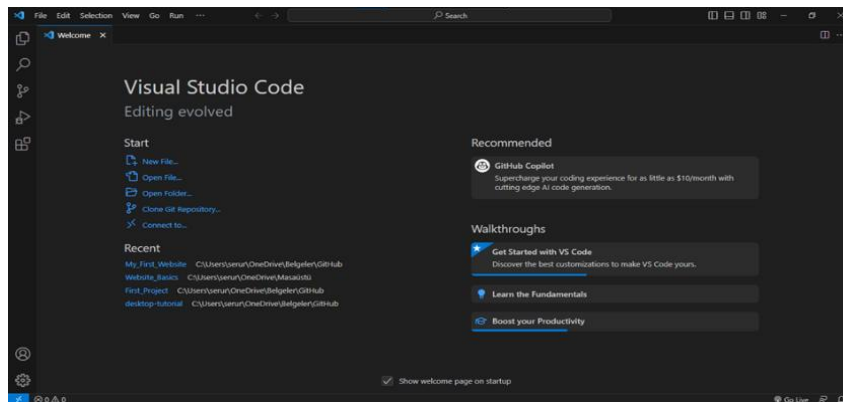 File Edit Selection View Go Run ··· Search
Welcome
Visual Studio Code
Editing evolved
Start
New File...
Open File...
Open Folder...
Clone Git Repository...
Connect to...
Recent
My_First_Website C:\Users\serur\OneDrive\Belgeler\GitHub
Website_Basics C:\Users\serur\OneDrive\Masaüstü
First_Project C:\Users\serur\OneDrive\Belgeler\GitHub
desktop-tutorial C:\Users\serur\OneDrive\Belgeler\GitHub
Recommended
GitHub Copilot
Supercharge your coding experience for as little as $10/month with
cutting edge AI code generation.
Walkthroughs
Get Started with VS Code
Discover the best customizations to make VS Code yours.
Learn the Fundamentals
Boost your Productivity
Show welcome page on startup
0 0 Go Live